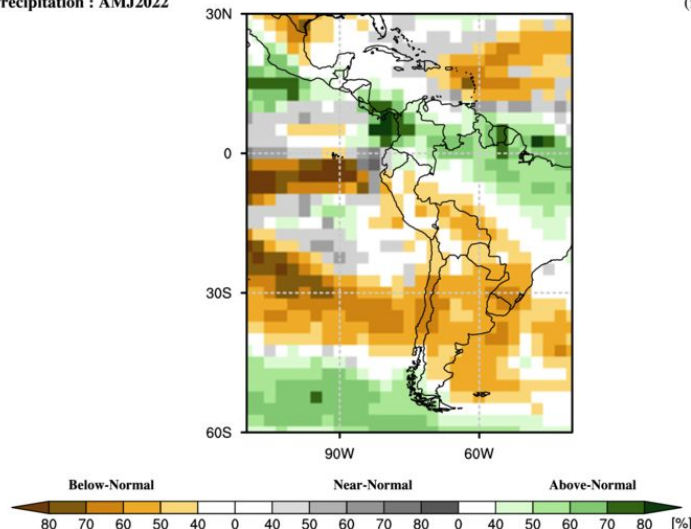 recipitation : AMJ2022
30N
0
30S
60S
90W 60W
Below-Normal Near-Normal Above-Normal
80 70 60 50 40 0 40 50 60 70 80 0 40 50 60 70 80 [%]